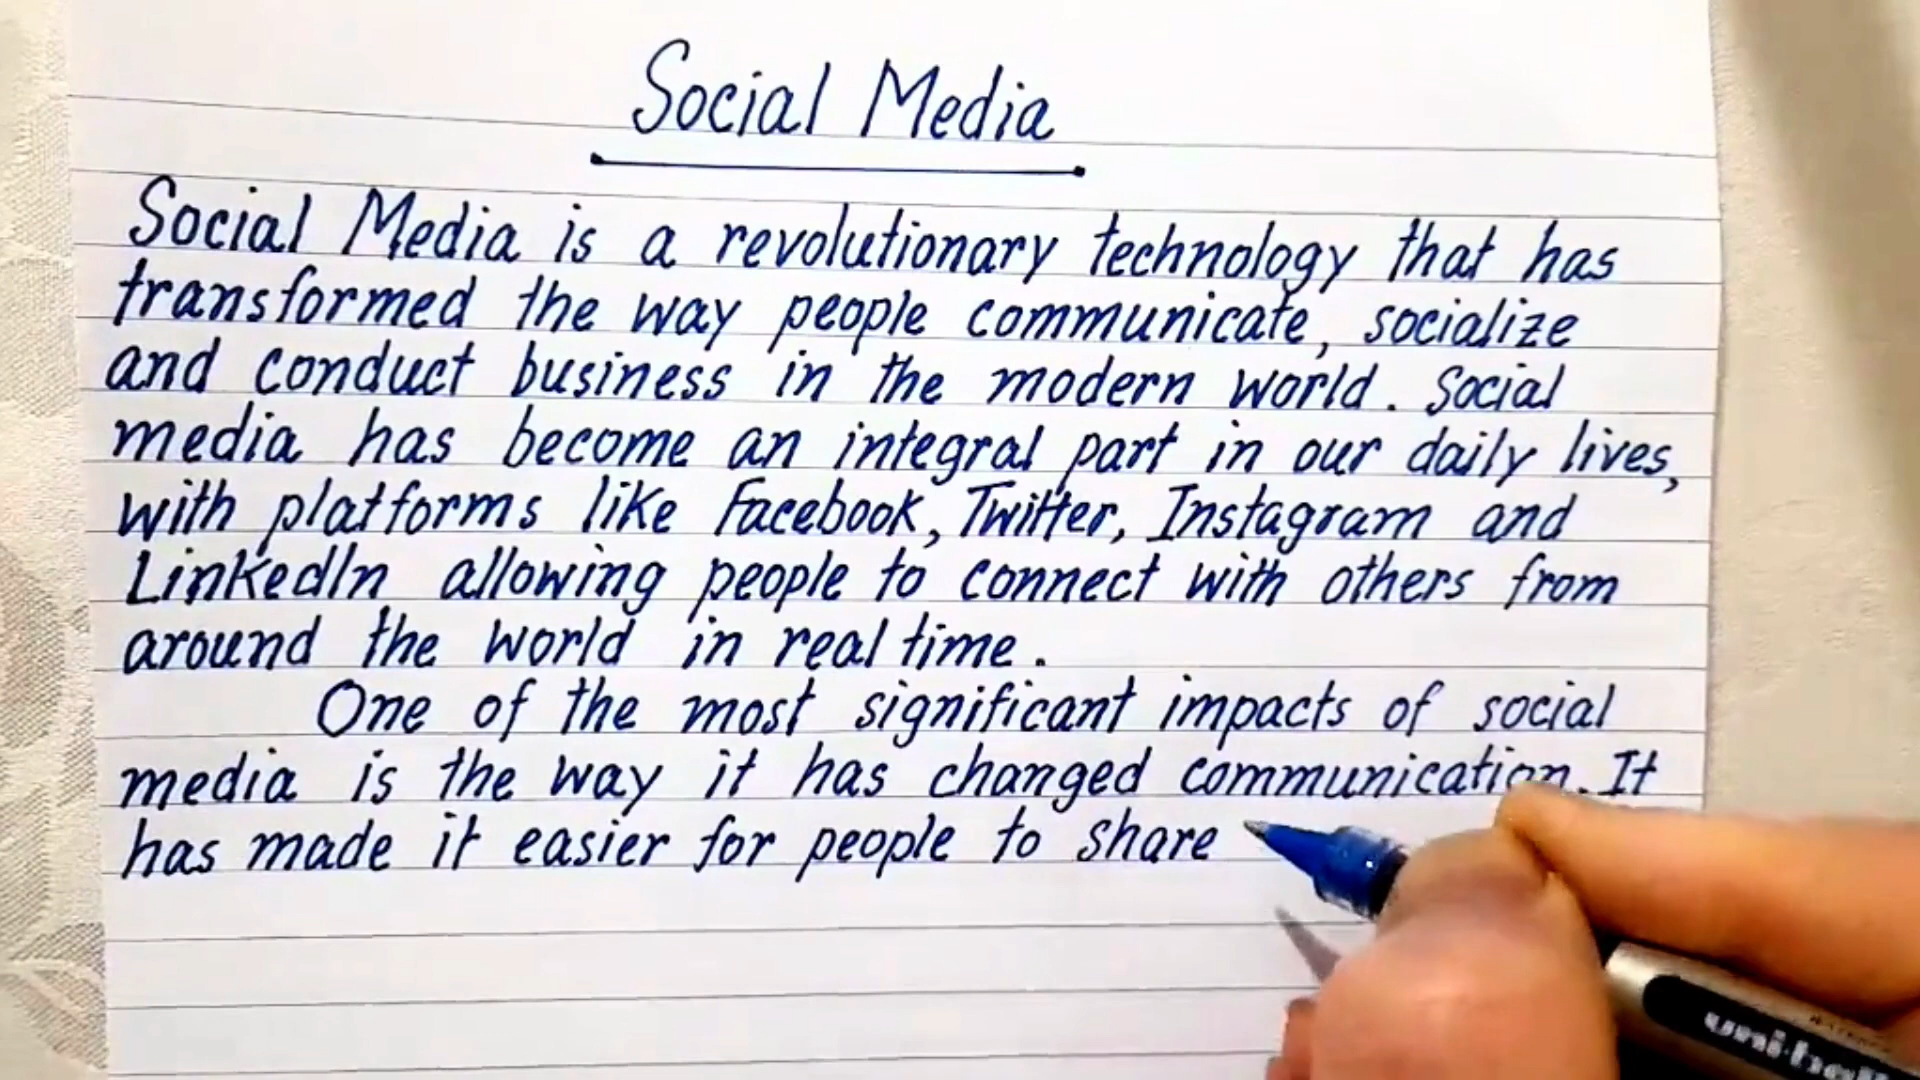 Social Media
Social Media is a revolutionary technology that has
transformed the way people communicate, socialize
and conduct business in the modern world. Social
media has become an integral part in our daily lives,
with platforms like Facebook, Twitter, Instagram and
LinkedIn allowing people to connect with others from
around the world in real time.
One of the most significant impacts of social
media is the way it has changed communication. It
has made it easier for people to share
uni-ball